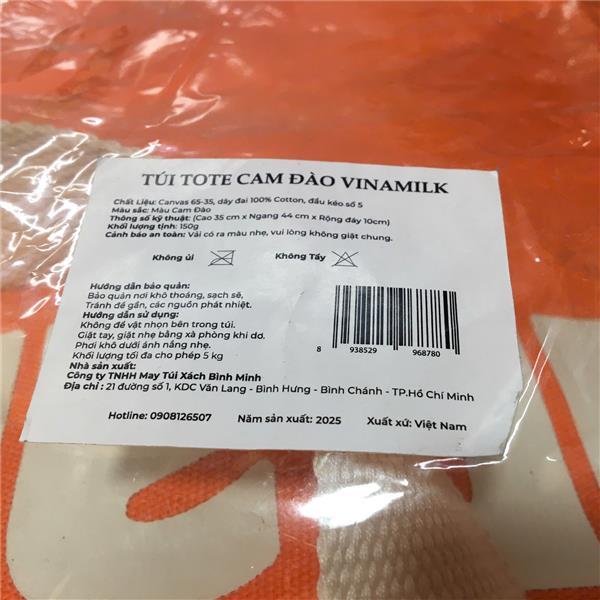 TÚI TOTE CAM ĐÀO VINAMILK
Chất Liệu: Canvas 65-35, dây đai 100% Cotton, đầu kéo số 5
Màu sắc: Màu Cam Đào
Thông số kỹ thuật: (Cao 35 cm x Ngang 44 cm x Rộng đáy 10cm)
Khối lượng tịnh: 150g
Cảnh báo an toàn: Vải có ra màu nhẹ, vui lòng không giặt chung.
Không ủi Không Tẩy
Hướng dẫn bảo quản:
Bảo quản nơi khô thoáng, sạch sẽ,
Tránh để gần, các nguồn phát nhiệt.
Hướng dẫn sử dụng:
Không để vật nhọn bên trong túi.
Giặt tay, giặt nhẹ bằng xà phòng khi dơ.
Phơi khô dưới ánh nắng nhẹ.
Khối lượng tối đa cho phép 5 kg
8 938529 968780
Nhà sản xuất:
Công ty TNHH May Túi Xách Bình Minh
Địa chỉ : 21 đường số 1, KDC Văn Lang - Bình Hưng - Bình Chánh - TP.Hồ Chí Minh
Hotline: 0908126507 Năm sản xuất: 2025 Xuất xứ: Việt Nam